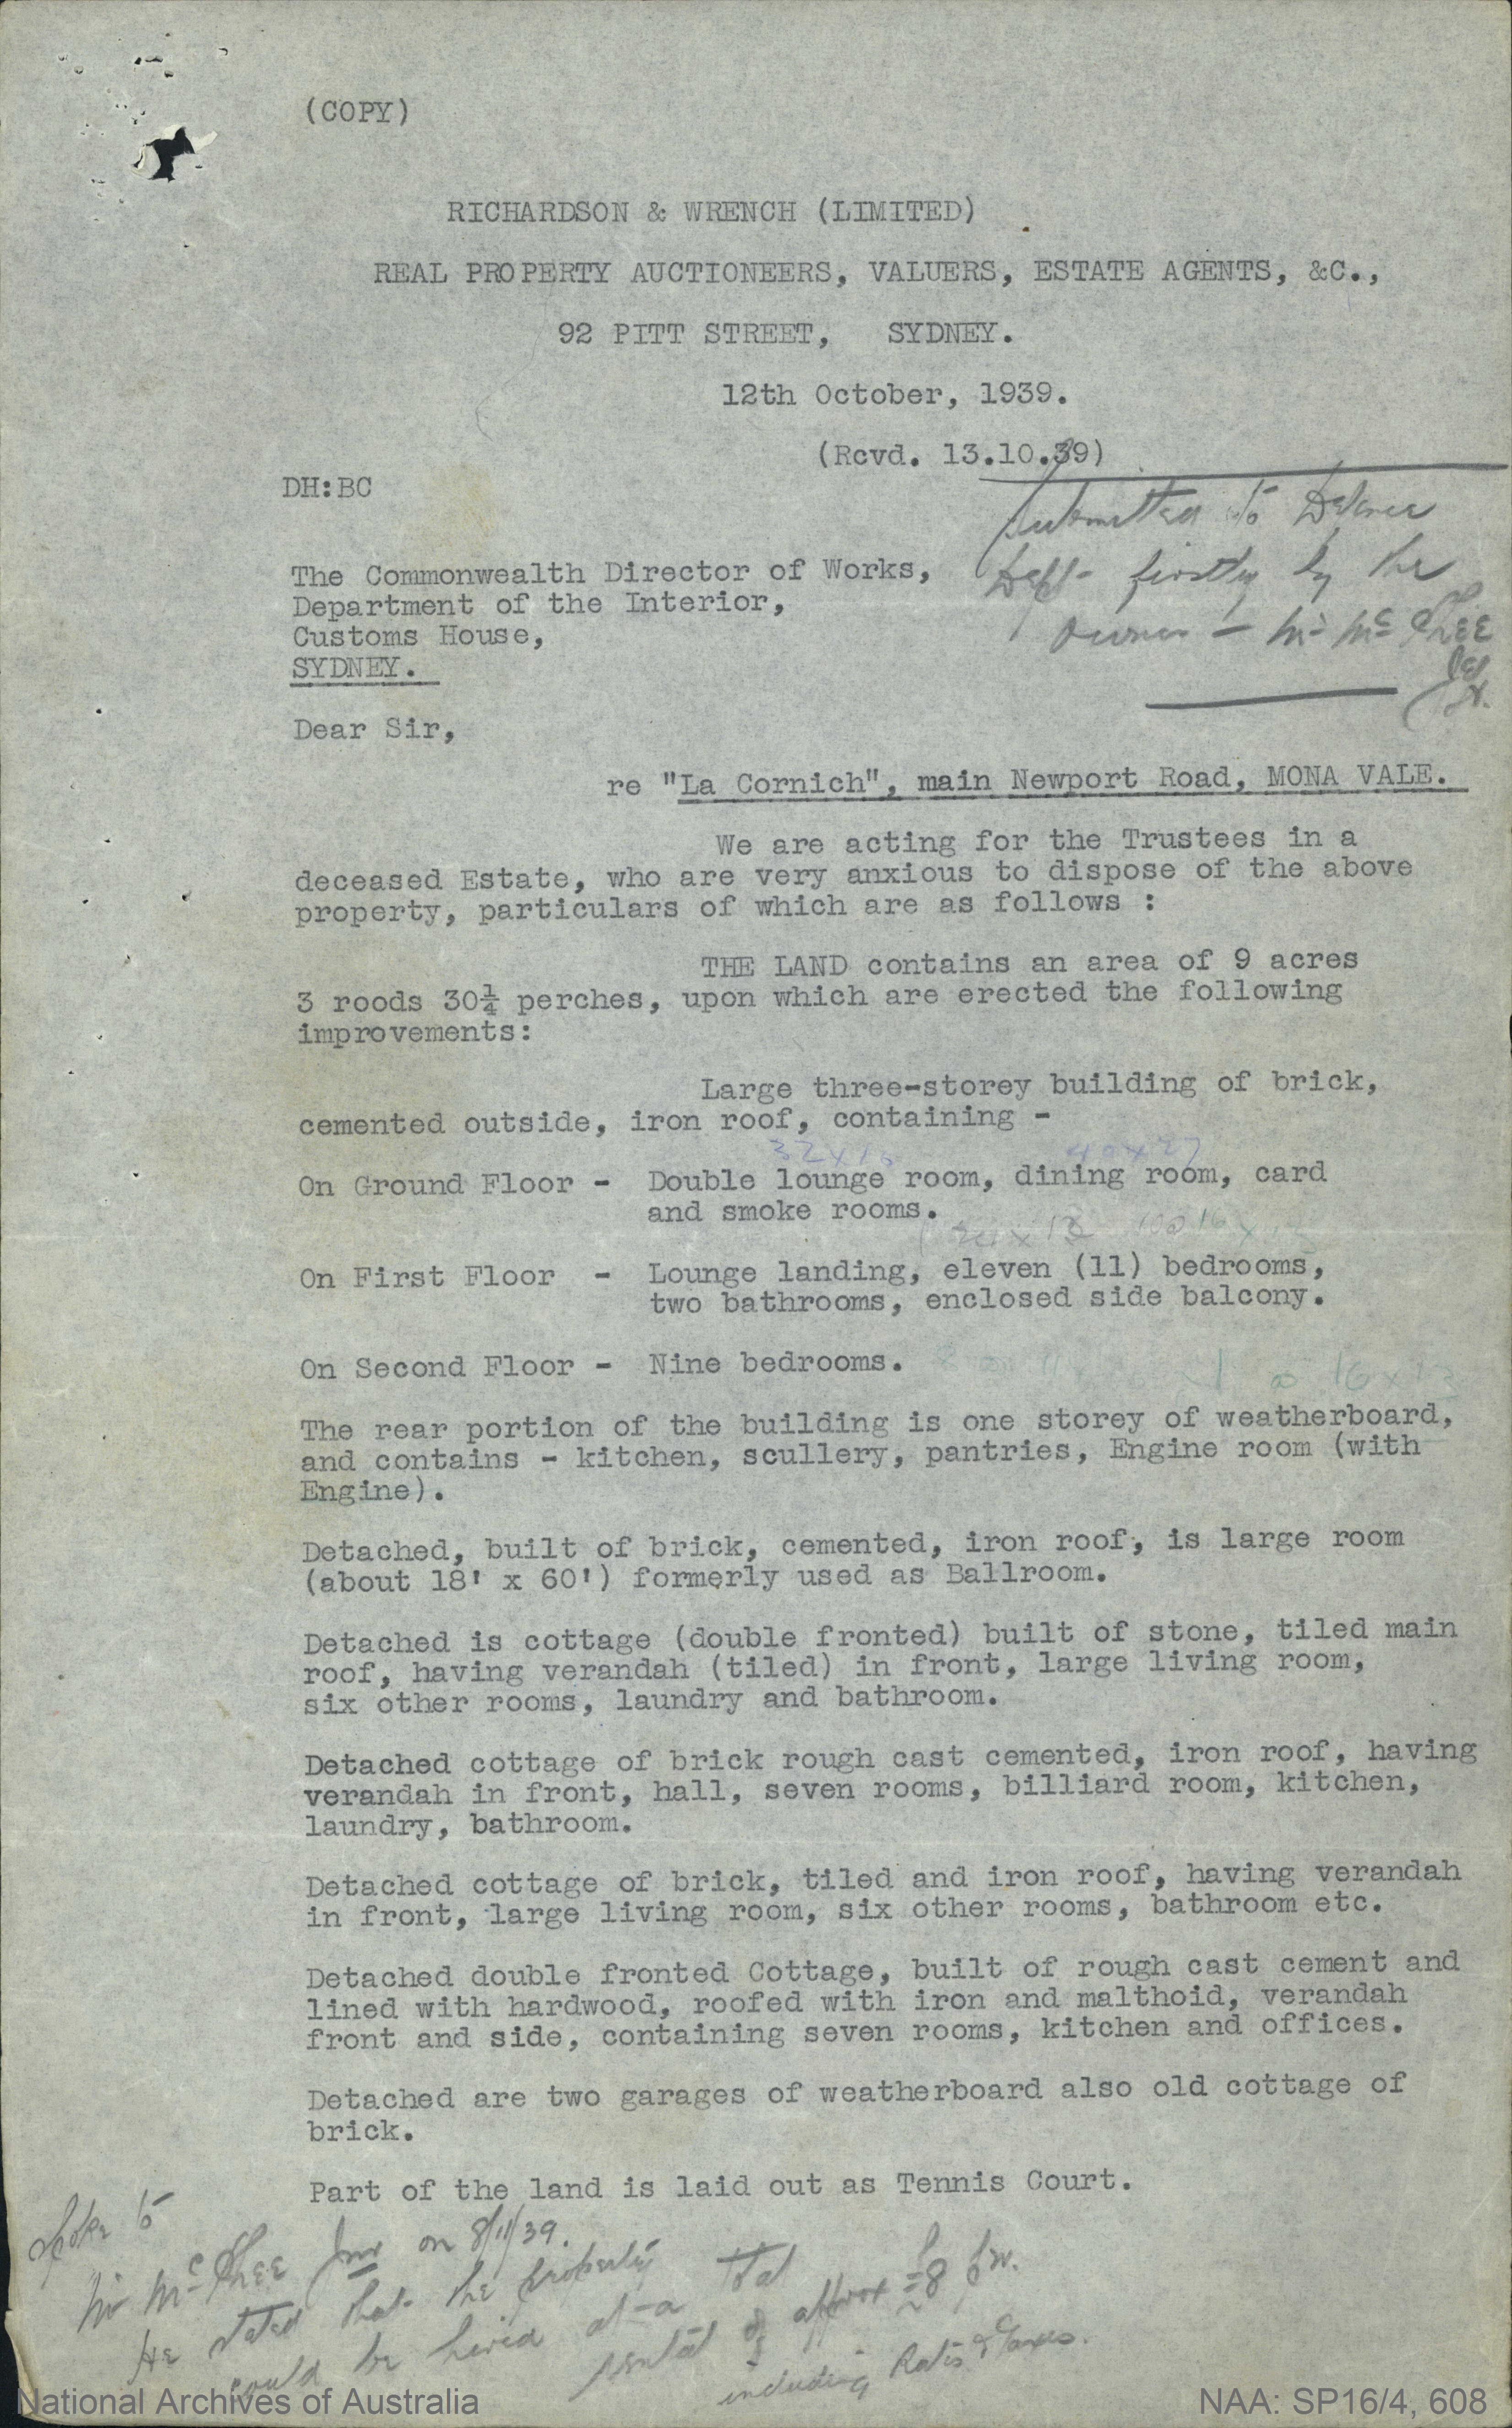 (COPY)
RICHARDSON & WRENCH (LIMITED)
REAL PROPERTY AUCTIONEERS, VALUERS, ESTATE AGENTS, &C.,
92 PITT STREET, SYDNEY.
12th October, 1939.
(Rcvd. 13.10.39)
DH:BC
Submitted to Defence
Dept firstly by the
owner — Mr McPhee
The Commonwealth Director of Works,
Department of the Interior,
Customs House,
SYDNEY.
Dear Sir,
re "La Cornich", main Newport Road, MONA VALE.
We are acting for the Trustees in a
deceased Estate, who are very anxious to dispose of the above
property, particulars of which are as follows :
THE LAND contains an area of 9 acres
3 roods 30¼ perches, upon which are erected the following
improvements:
Large three-storey building of brick,
cemented outside, iron roof, containing -
40x27
On Ground Floor - Double lounge room, dining room, card
and smoke rooms.
On First Floor - Lounge landing, eleven (11) bedrooms,
two bathrooms, enclosed side balcony.
On Second Floor - Nine bedrooms.
The rear portion of the building is one storey of weatherboard,
and contains - kitchen, scullery, pantries, Engine room (with
Engine).
Detached, built of brick, cemented, iron roof, is large room
(about 18' x 60') formerly used as Ballroom.
Detached is cottage (double fronted) built of stone, tiled main
roof, having verandah (tiled) in front, large living room,
six other rooms, laundry and bathroom.
Detached cottage of brick rough cast cemented, iron roof, having
verandah in front, hall, seven rooms, billiard room, kitchen,
laundry, bathroom.
Detached cottage of brick, tiled and iron roof, having verandah
in front, large living room, six other rooms, bathroom etc.
Detached double fronted Cottage, built of rough cast cement and
lined with hardwood, roofed with iron and malthoid, verandah
front and side, containing seven rooms, kitchen and offices.
Detached are two garages of weatherboard also old cottage of
brick.
Part of the land is laid out as Tennis Court.
Spoke to
Mr McPhee Jnr on 8/11/39.
He stated that the property
could be hired at a total
rental of approx £8 pw.
including Rates & Taxes.
National Archives of Australia
NAA: SP16/4, 608